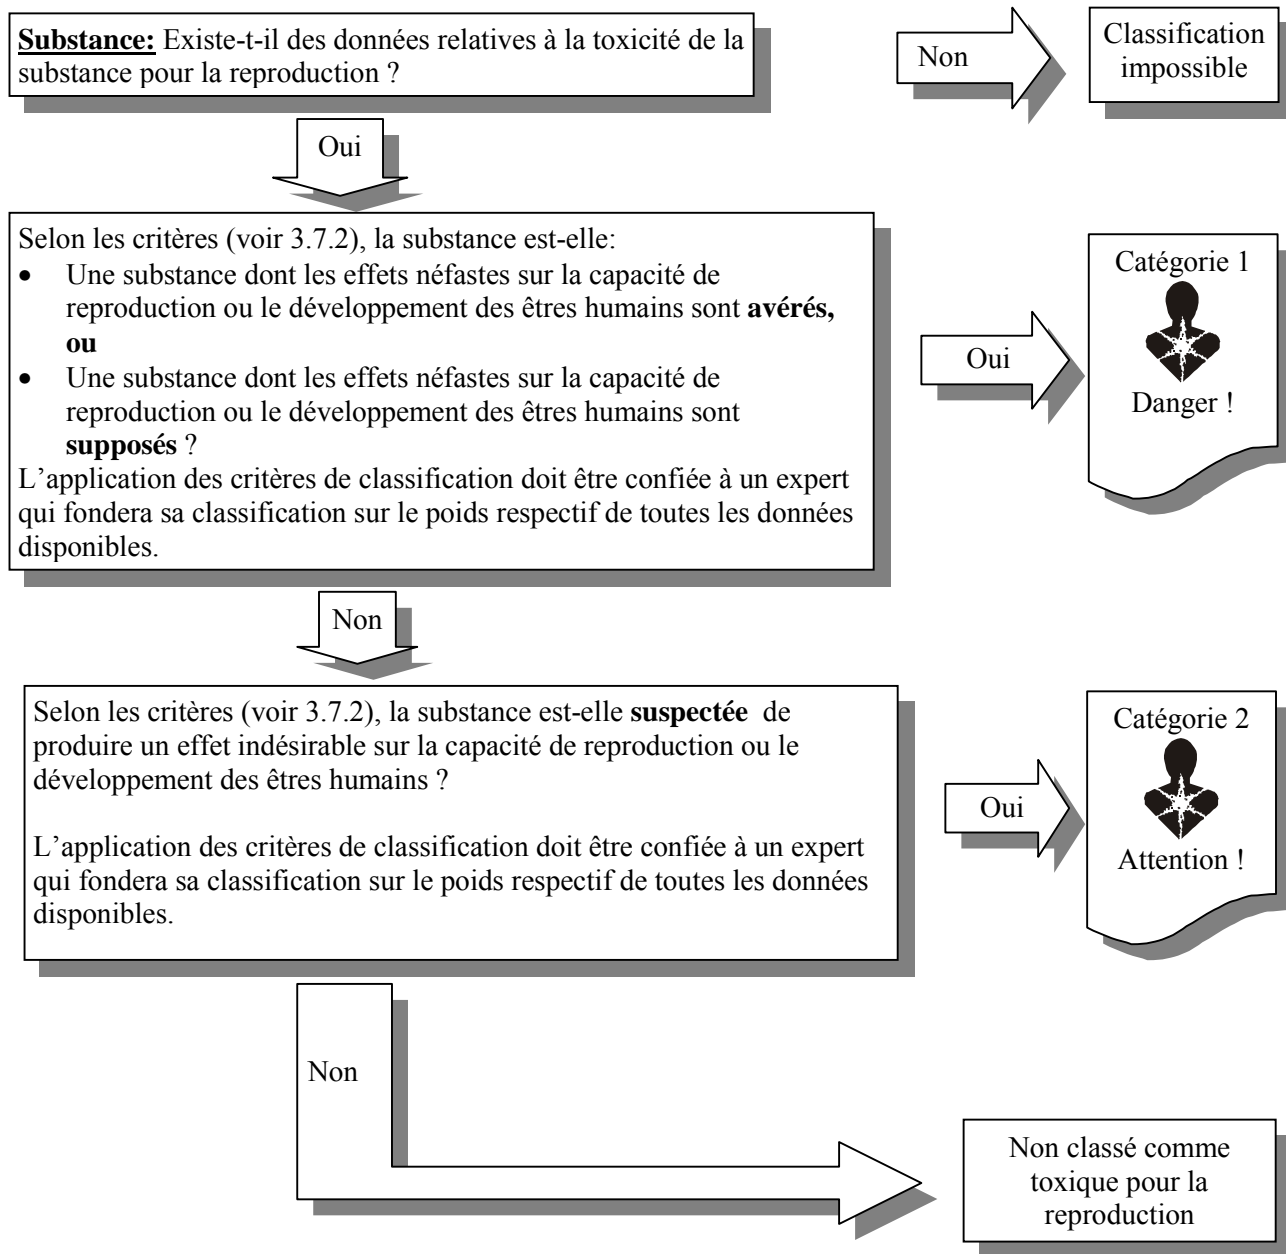 Substance: Existe-t-il des données relatives à la toxicité de la
substance pour la reproduction ?
Non
Classification
impossible
Oui
Selon les critères (voir 3.7.2), la substance est-elle:
• Une substance dont les effets néfastes sur la capacité de
reproduction ou le développement des êtres humains sont avérés,
ou
• Une substance dont les effets néfastes sur la capacité de
reproduction ou le développement des êtres humains sont
supposés ?
L’application des critères de classification doit être confiée à un expert
qui fondera sa classification sur le poids respectif de toutes les données
disponibles.
Oui
Catégorie 1
Danger !
Non
Selon les critères (voir 3.7.2), la substance est-elle suspectée de
produire un effet indésirable sur la capacité de reproduction ou le
développement des êtres humains ?
L’application des critères de classification doit être confiée à un expert
qui fondera sa classification sur le poids respectif de toutes les données
disponibles.
Oui
Catégorie 2
Attention !
Non
Non classé comme
toxique pour la
reproduction